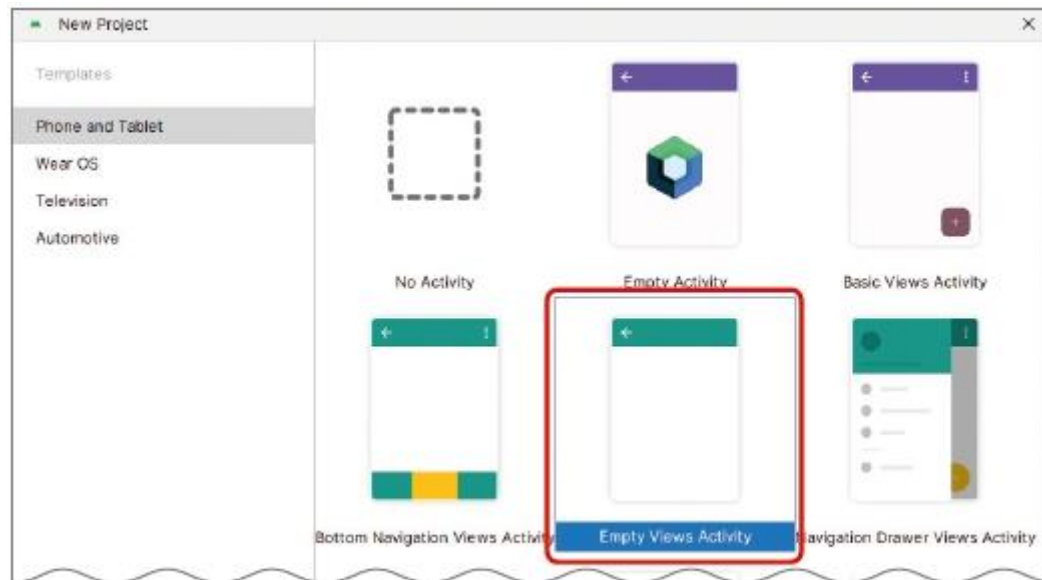 New Project
Templates
Phone and Tablet
Wear OS
Television
Automotive
No Activity
Empty Activity
Basic Views Activity
Bottom Navigation Views Activity
Empty Views Activity
Navigation Drawer Views Activity